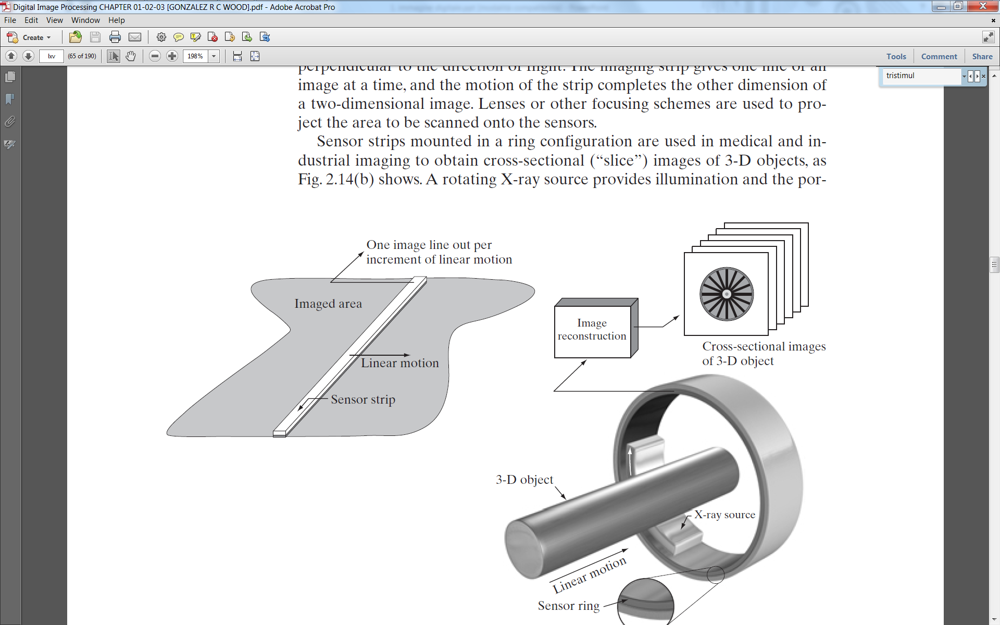 Digital Image Processing CHAPTER 01-02-03 [GONZALEZ R C WOOD].pdf - Adobe Acrobat Pro
File Edit View Window Help
Create
lxv (65 of 190) 198% Tools Comment Share
tristimul
perpendicular to the direction of flight. The imaging strip gives one line of an
image at a time, and the motion of the strip completes the other dimension of
a two-dimensional image. Lenses or other focusing schemes are used to pro-
ject the area to be scanned onto the sensors.
Sensor strips mounted in a ring configuration are used in medical and in-
dustrial imaging to obtain cross-sectional (“slice”) images of 3-D objects, as
Fig. 2.14(b) shows. A rotating X-ray source provides illumination and the por-
One image line out per
increment of linear motion
Imaged area
Linear motion
Sensor strip
Image
reconstruction
Cross-sectional images
of 3-D object
3-D object
X-ray source
Linear motion
Sensor ring